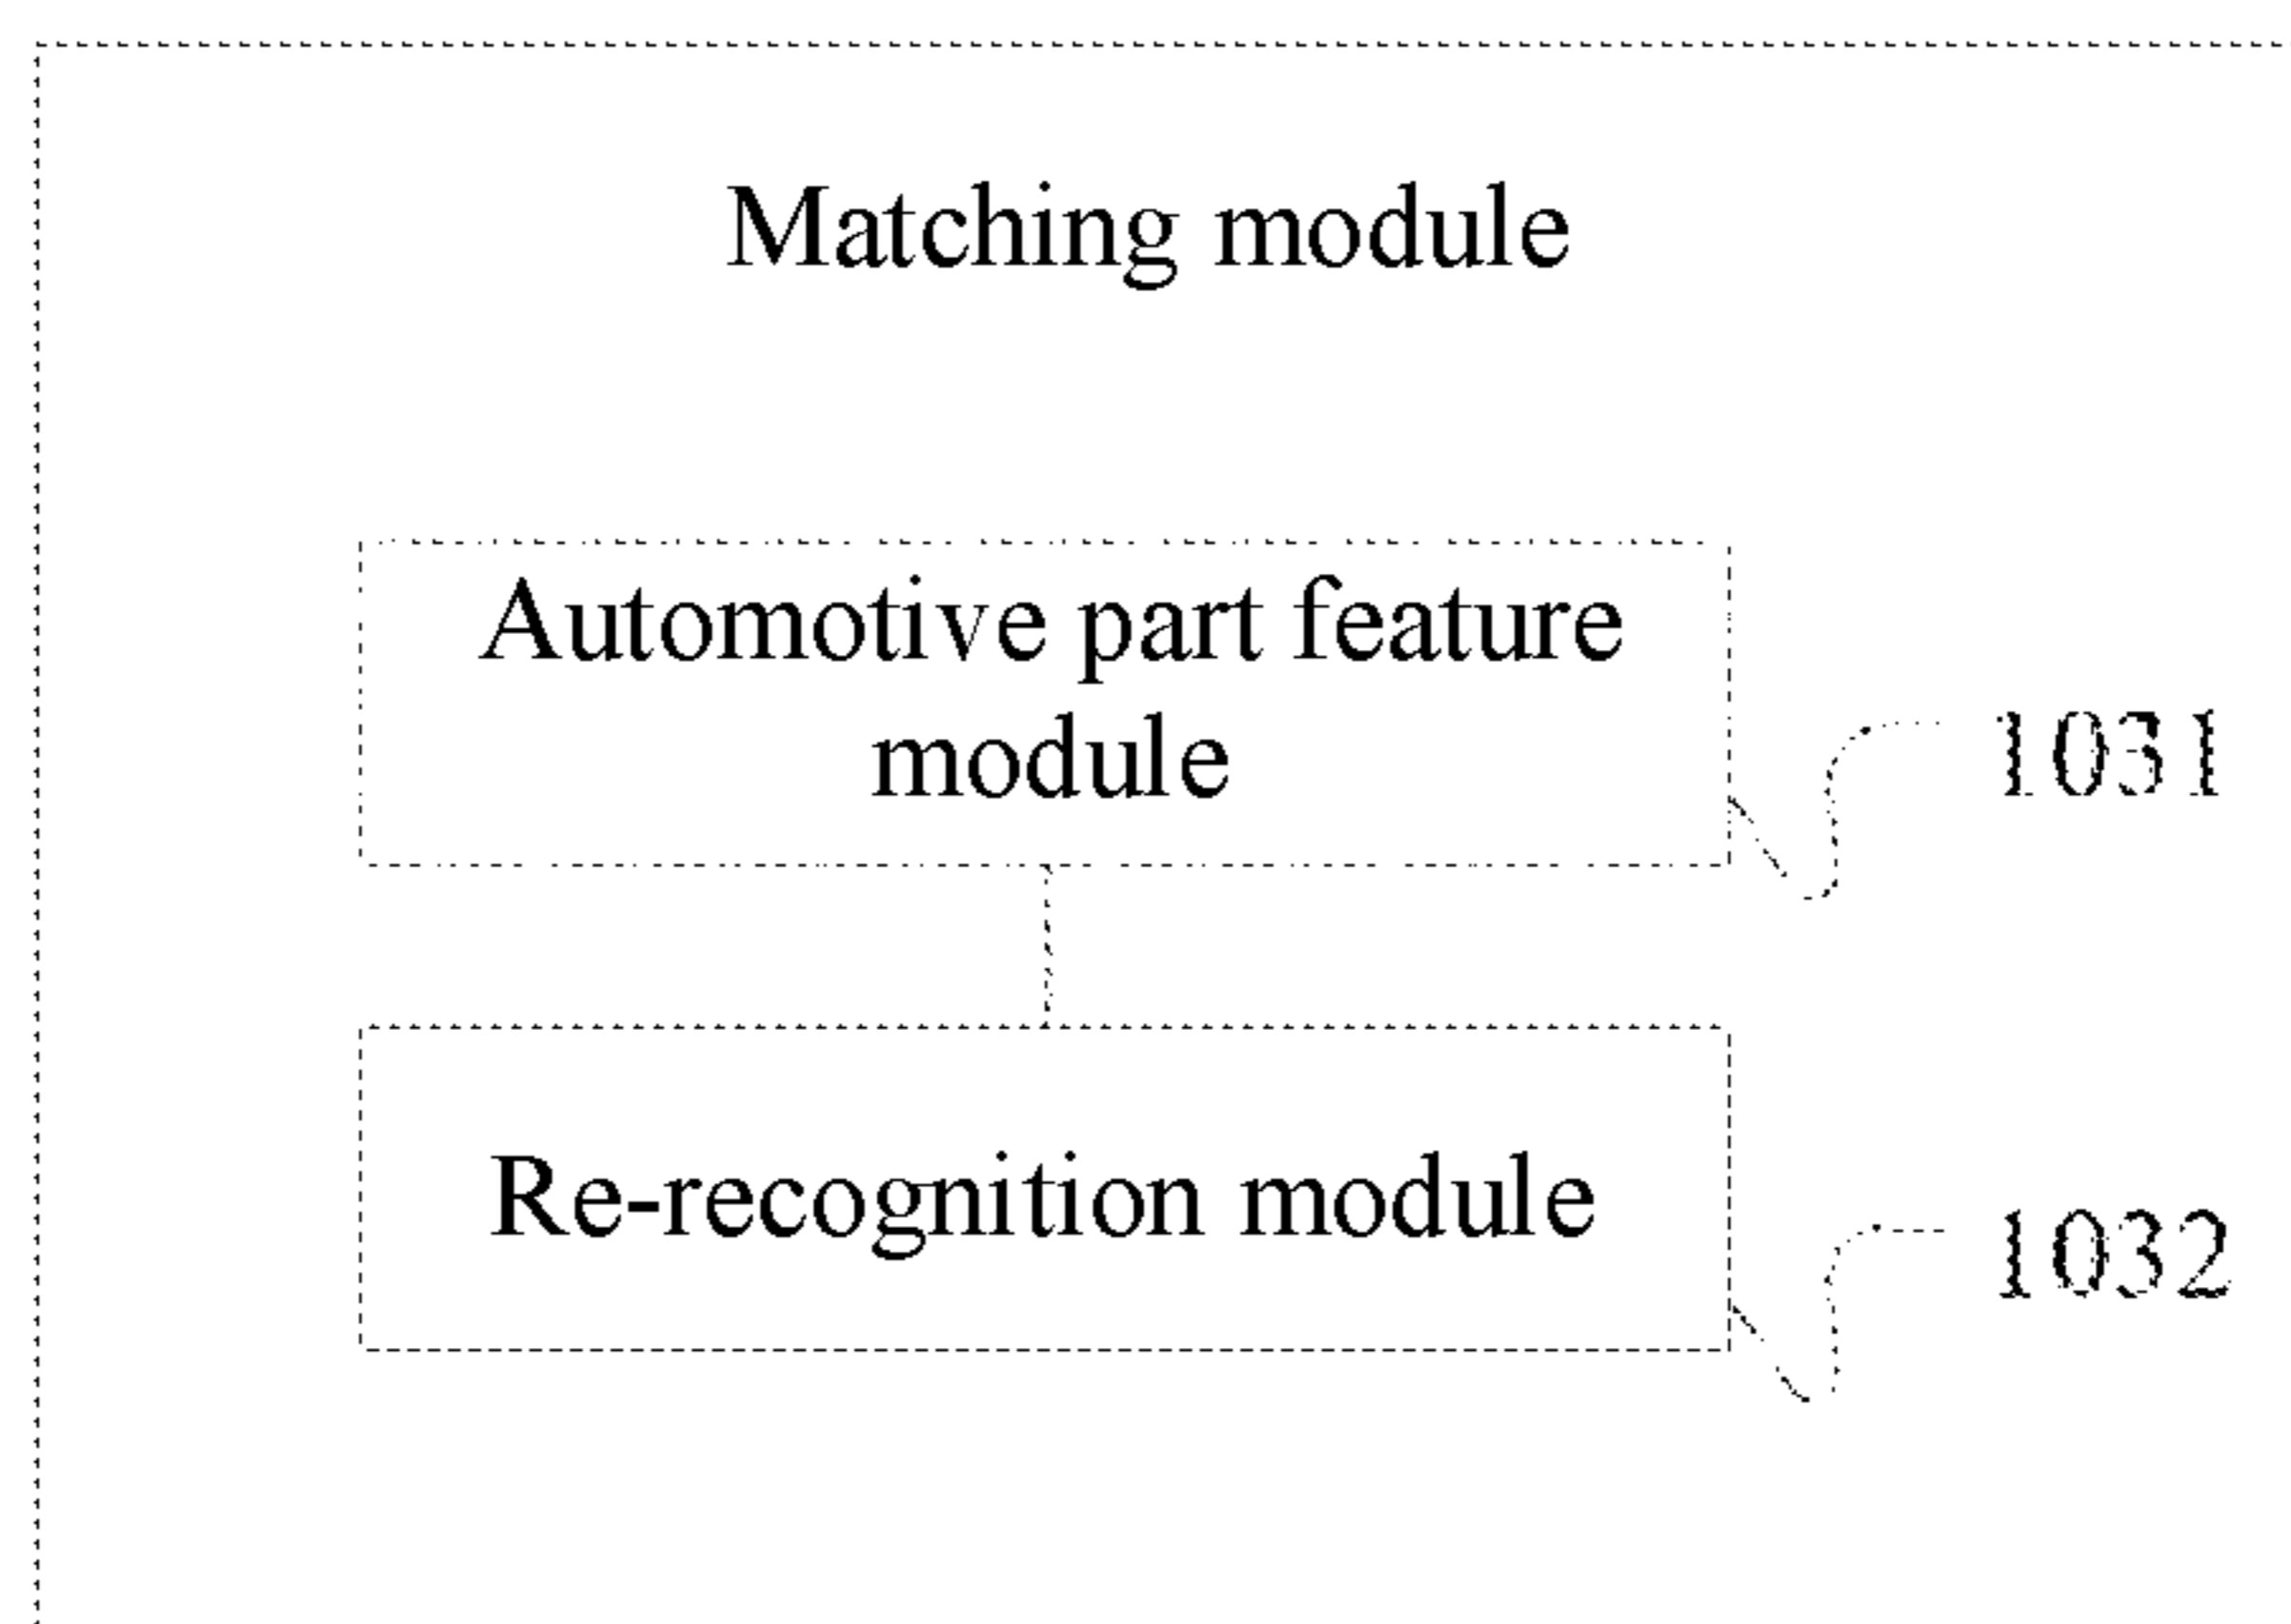 Matching module
Automotive part feature
module
1031
Re-recognition module
1032